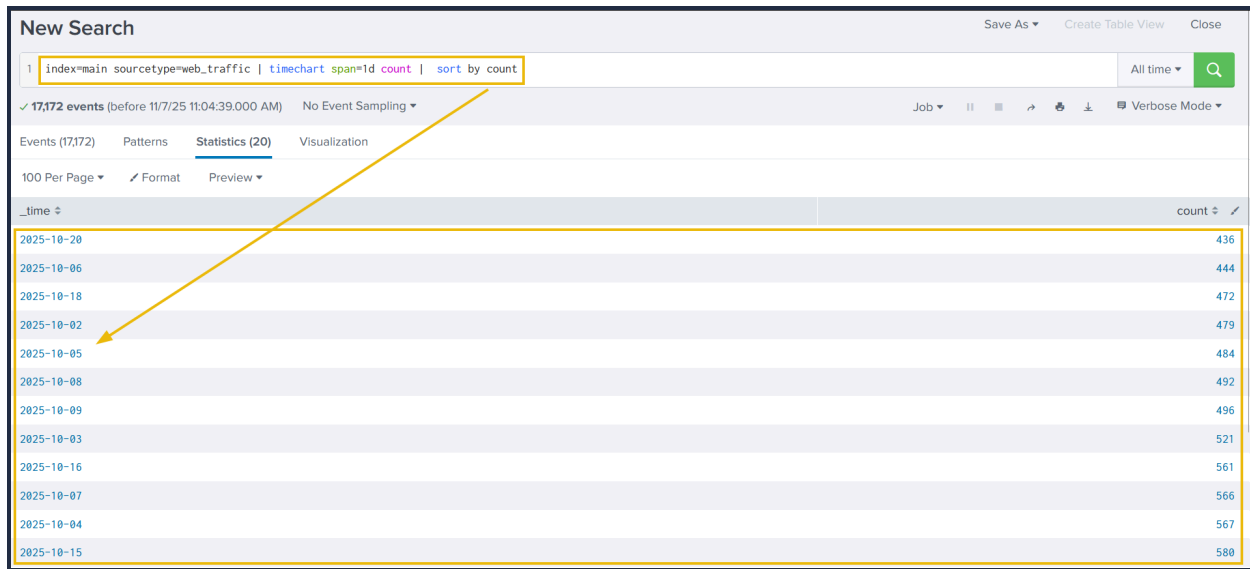 New Search
Save As Create Table View Close
1 index=main sourcetype=web_traffic | timechart span=1d count | sort by count
All time
17,172 events (before 11/7/25 11:04:39.000 AM) No Event Sampling
Job Verbose Mode
Events (17,172) Patterns Statistics (20) Visualization
100 Per Page Format Preview
_time count
2025-10-20 436
2025-10-06 444
2025-10-18 472
2025-10-02 479
2025-10-05 484
2025-10-08 492
2025-10-09 496
2025-10-03 521
2025-10-16 561
2025-10-07 566
2025-10-04 567
2025-10-15 580